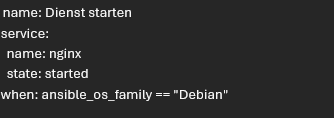 name: Dienst starten
service:
name: nginx
state: started
when: ansible_os_family == "Debian"